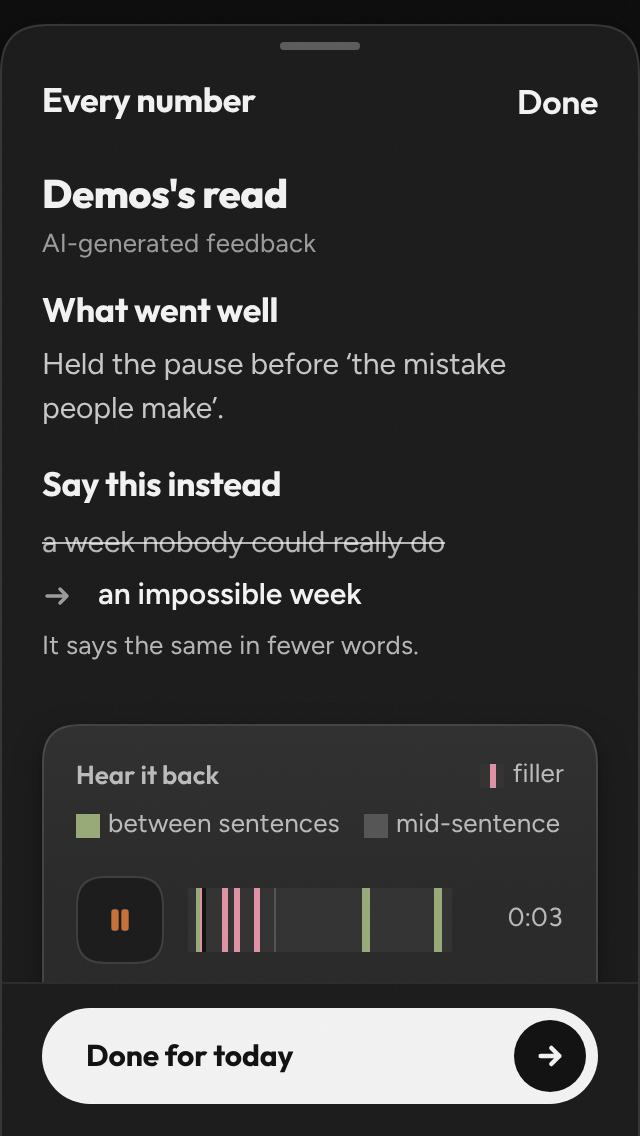 Every number
Done
Demos's read
AI-generated feedback
What went well
Held the pause before ‘the mistake
people make’.
Say this instead
a week nobody could really do
→ an impossible week
It says the same in fewer words.
Hear it back
filler
between sentences
mid-sentence
0:03
Done for today